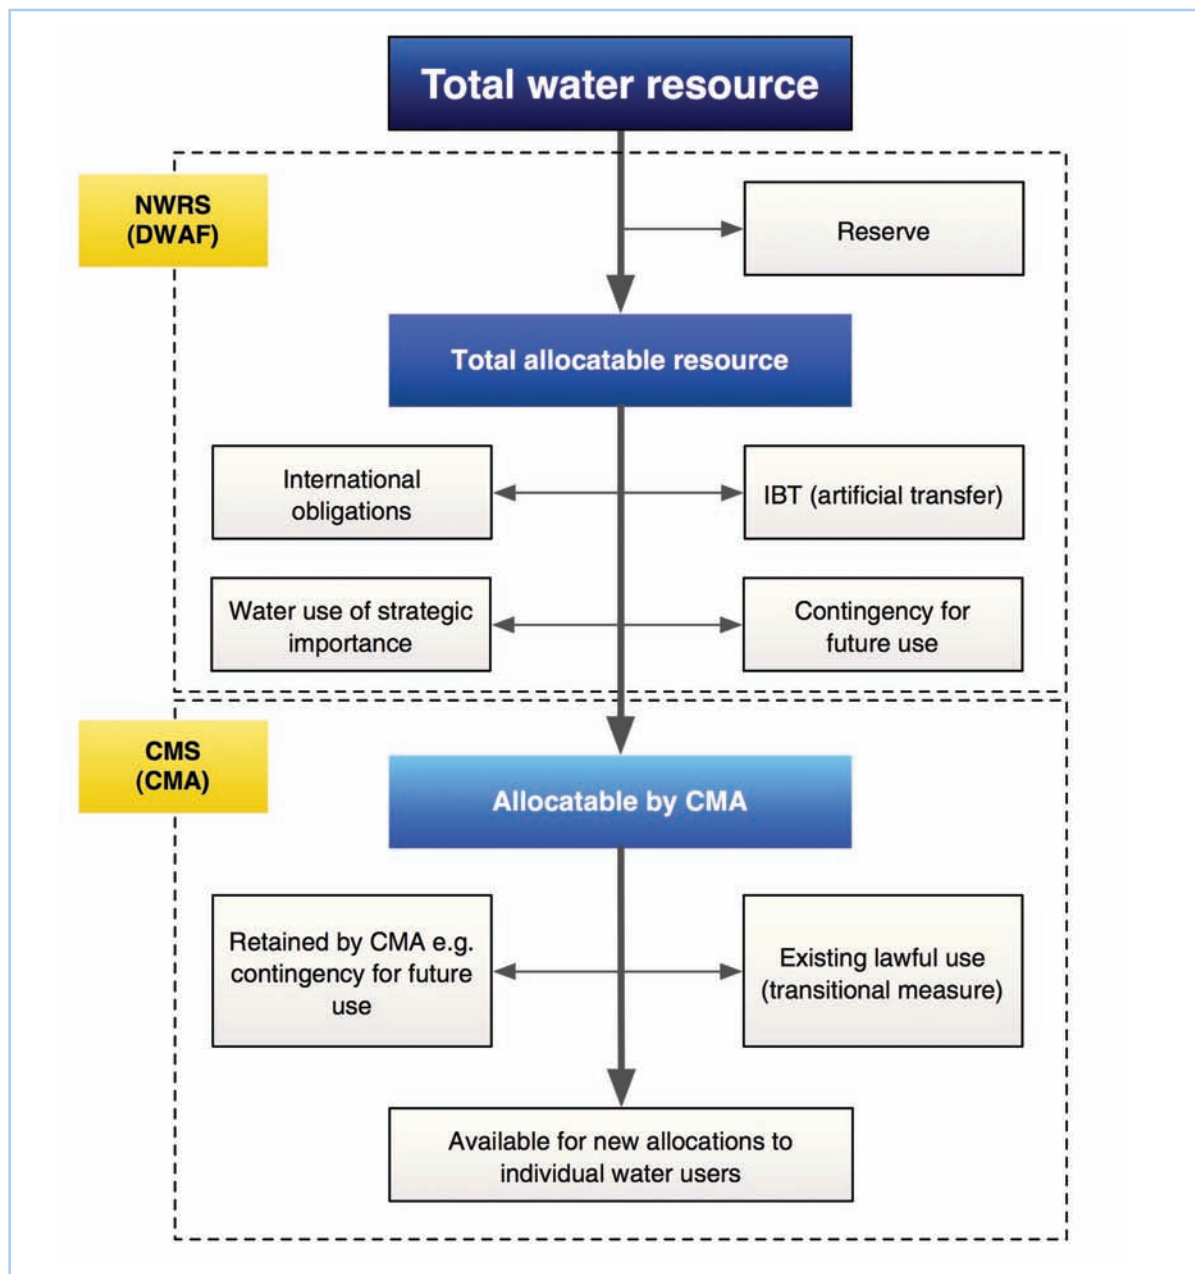 Total water resource
NWRS
(DWAF)
Reserve
Total allocatable resource
International
obligations
IBT (artificial transfer)
Water use of strategic
importance
Contingency for
future use
CMS
(CMA)
Allocatable by CMA
Retained by CMA e.g.
contingency for future
use
Existing lawful use
(transitional measure)
Available for new allocations to
individual water users